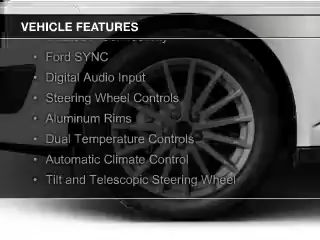 VEHICLE FEATURES
• Ford SYNC
• Digital Audio Input
• Steering Wheel Controls
• Aluminum Rims
• Dual Temperature Controls
• Automatic Climate Control
• Tilt and Telescopic Steering Wheel